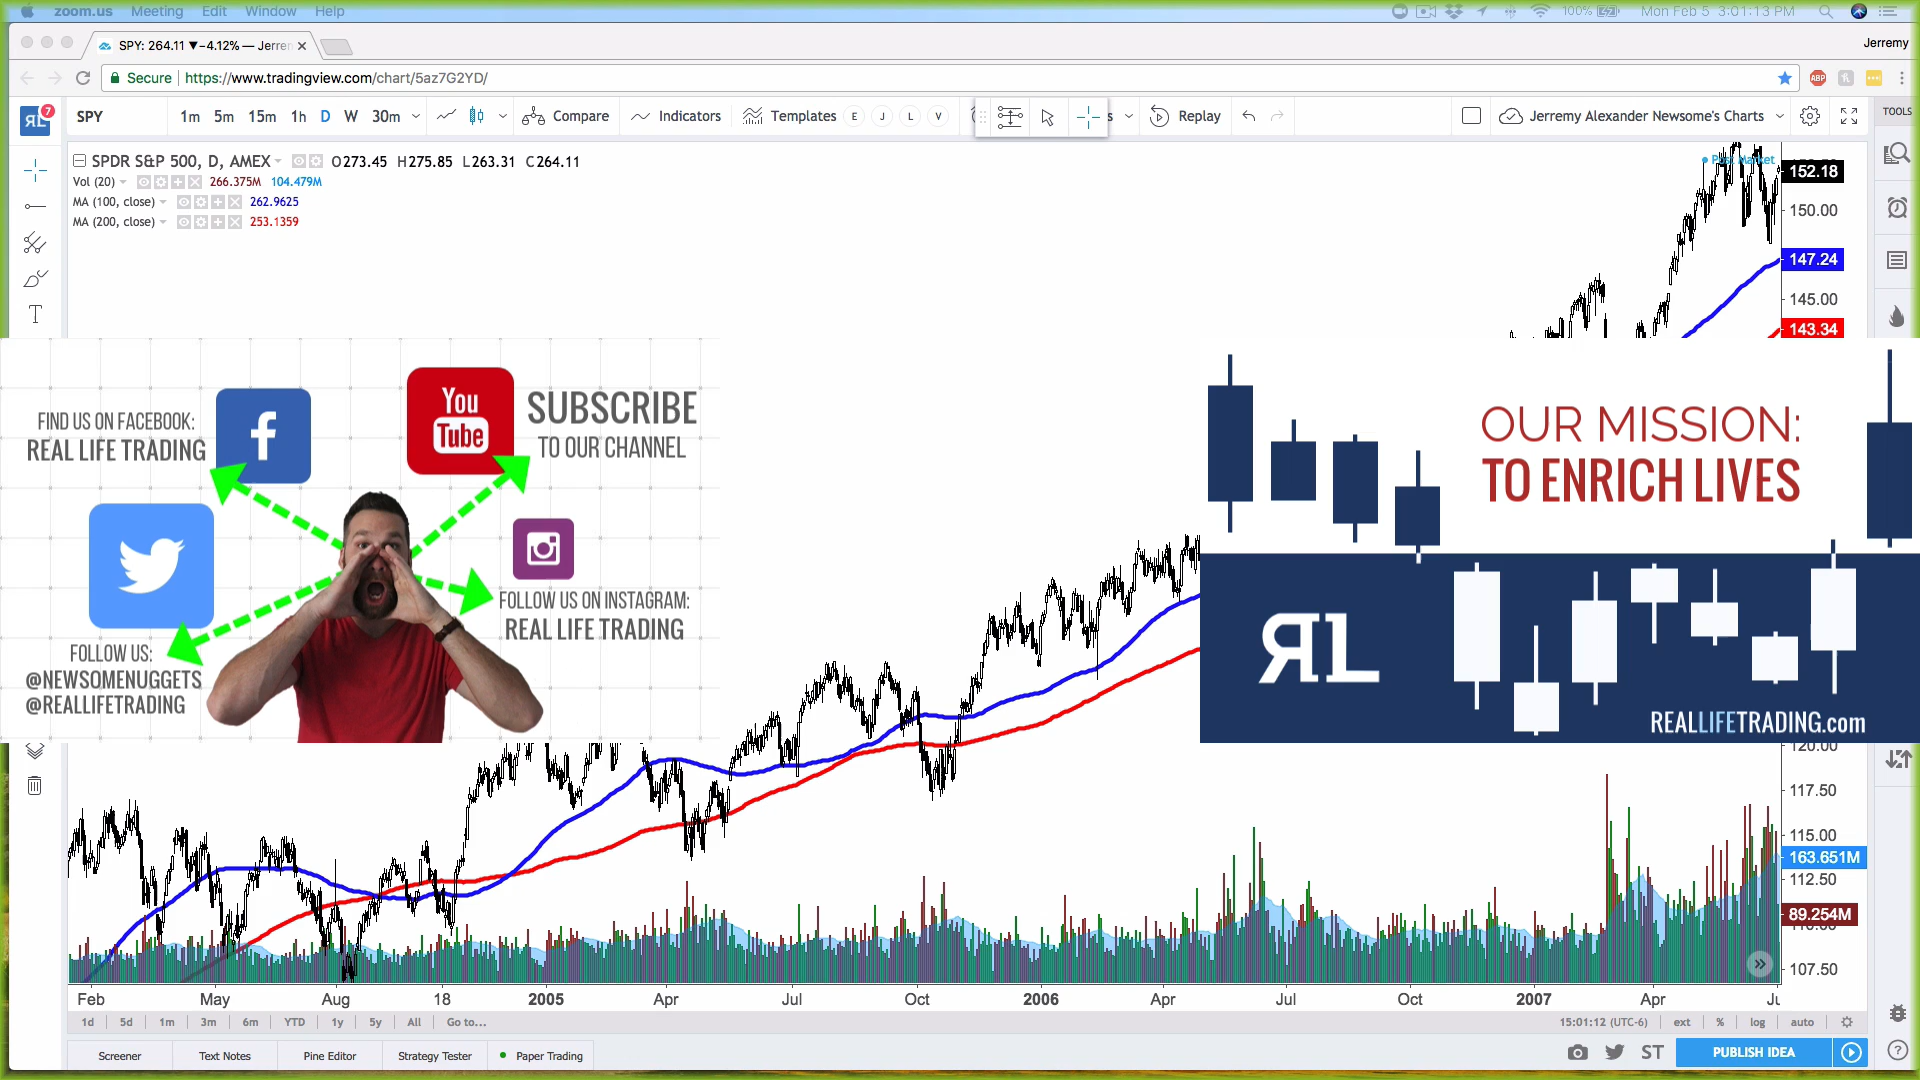 zoom.us Meeting Edit Window Help 100% Mon Feb 5 3:01:13 PM
SPY: 264.11 ▼−4.12% — Jerren Jerremy
Secure https://www.tradingview.com/chart/5az7G2YD/
7
SPY 1m 5m 15m 1h D W 30m Compare Indicators Templates E J L V s Replay Jerremy Alexander Newsome's Charts TOOLS
SPDR S&P 500, D, AMEX O273.45 H275.85 L263.31 C264.11
Vol (20) 266.375M 104.479M
MA (100, close) 262.9625
MA (200, close) 253.1359
152.18
150.00
147.24
145.00
143.34
FIND US ON FACEBOOK:
REAL LIFE TRADING
f
You
Tube
SUBSCRIBE
TO OUR CHANNEL
FOLLOW US ON INSTAGRAM:
REAL LIFE TRADING
FOLLOW US:
@NEWSOMENUGGETS
@REALLIFETRADING
OUR MISSION:
TO ENRICH LIVES
RL
REALLIFETRADING.com
120.00
117.50
115.00
163.651M
112.50
89.254M
107.50
Feb May Aug 18 2005 Apr Jul Oct 2006 Apr Jul Oct 2007 Apr
1d 5d 1m 3m 6m YTD 1y 5y All Go to... 15:01:12 (UTC-6) ext % log auto
Screener Text Notes Pine Editor Strategy Tester Paper Trading ST PUBLISH IDEA